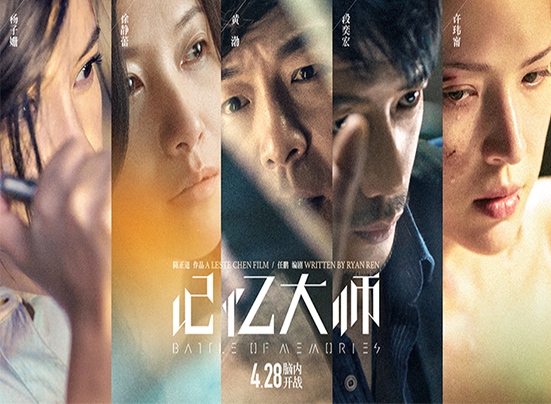 杨子姗
徐静蕾
黄渤
段奕宏
许玮甯
陈正道 作品 A LESTE CHEN FILM / 任鹏 编剧 WRITTEN BY RYAN REN
记忆大师
BATTLE OF MEMORIES
4.28 脑内
开战